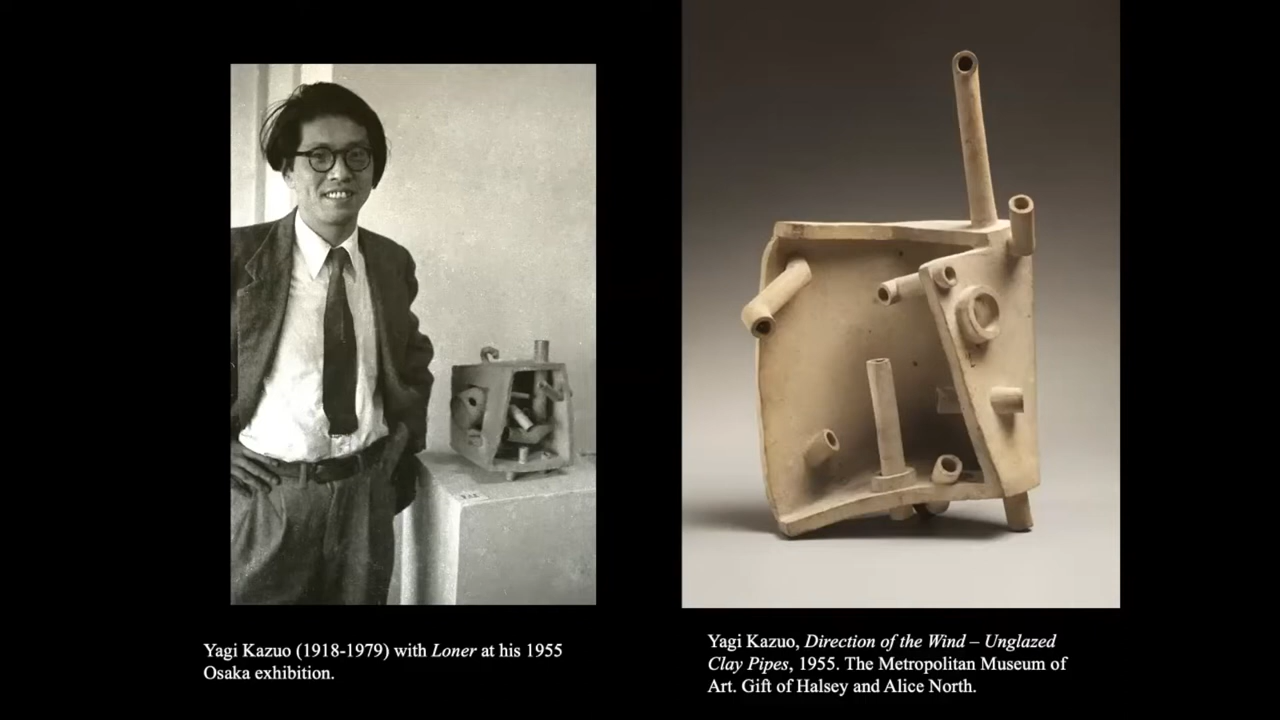 Yagi Kazuo (1918-1979) with Loner at his 1955
Osaka exhibition.
Yagi Kazuo, Direction of the Wind – Unglazed
Clay Pipes, 1955. The Metropolitan Museum of
Art. Gift of Halsey and Alice North.